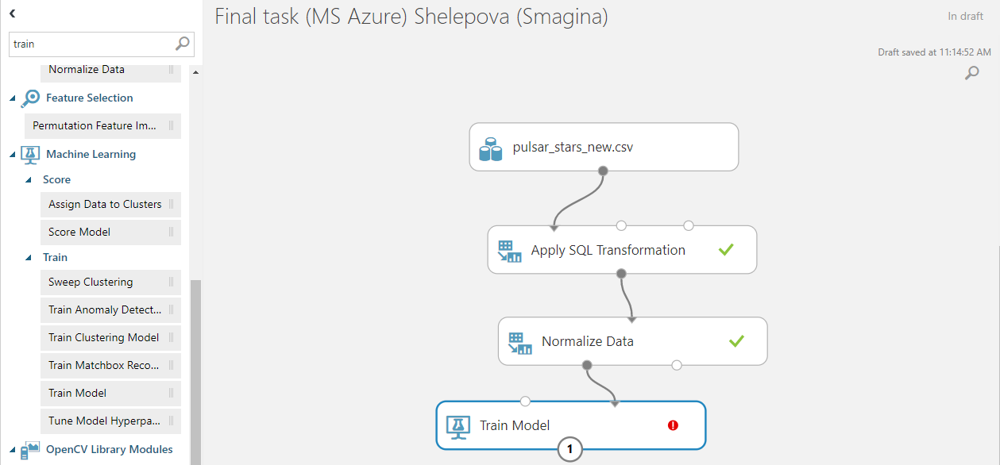 Final task (MS Azure) Shelepova (Smagina)
In draft
train
Draft saved at 11:14:52 AM
Normalize Data
Feature Selection
Permutation Feature Im...
Machine Learning
Score
Assign Data to Clusters
Score Model
Train
Sweep Clustering
Train Anomaly Detect...
Train Clustering Model
Train Matchbox Reco...
Train Model
Tune Model Hyperpa...
OpenCV Library Modules
pulsar_stars_new.csv
Apply SQL Transformation
Normalize Data
Train Model
1